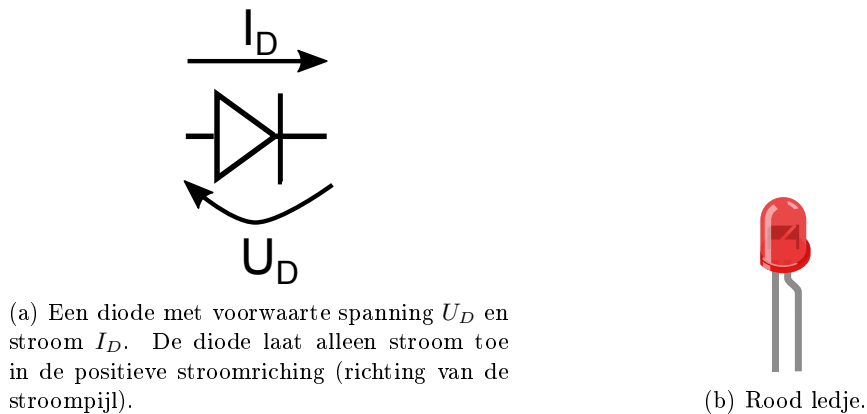 I_D
U_D
(a) Een diode met voorwaarte spanning U_D en
stroom I_D. De diode laat alleen stroom toe
in de positieve stroomriching (richting van de
stroompijl).
(b) Rood ledje.